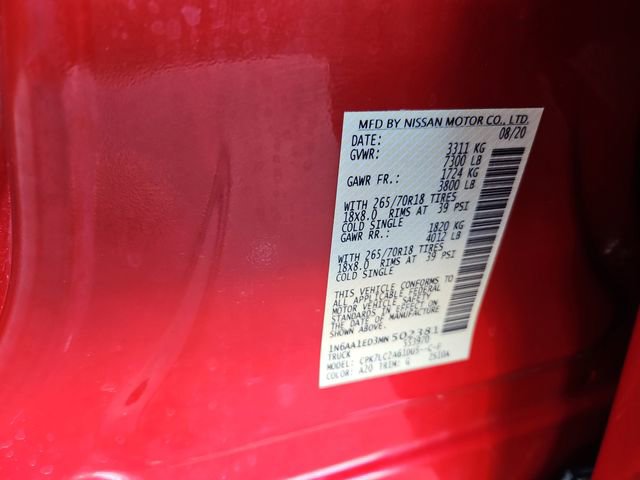 MFD BY NISSAN MOTOR CO., LTD.
DATE: 08/20
GVWR: 3311 KG
7300 LB
GAWR FR.: 1724 KG
3800 LB
WITH 265/70R18 TIRES
18X8.0 RIMS AT 39 PSI
COLD SINGLE
GAWR RR.: 1820 KG
4012 LB
WITH 265/70R18 TIRES
18X8.0 RIMS AT 39 PSI
COLD SINGLE
THIS VEHICLE CONFORMS TO
ALL APPLICABLE FEDERAL
MOTOR VEHICLE SAFETY
STANDARDS IN EFFECT ON
THE DATE OF MANUFACTURE
SHOWN ABOVE.
1N6AA1ED3MN502381
TRUCK 333970
MODEL:
COLOR: A20 TRIM: G